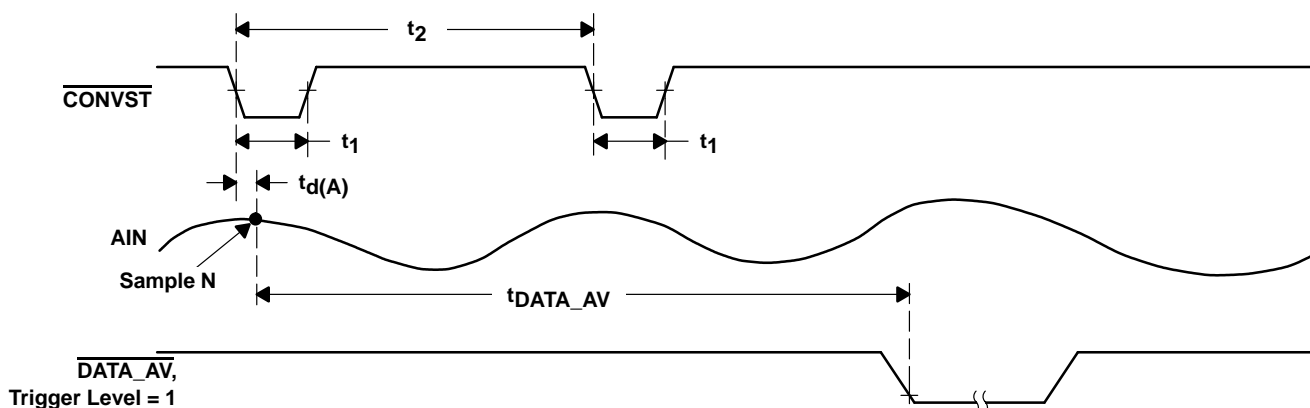 t2
CONVST
t1
t1
td(A)
AIN
Sample N
tDATA_AV
DATA_AV,
Trigger Level = 1